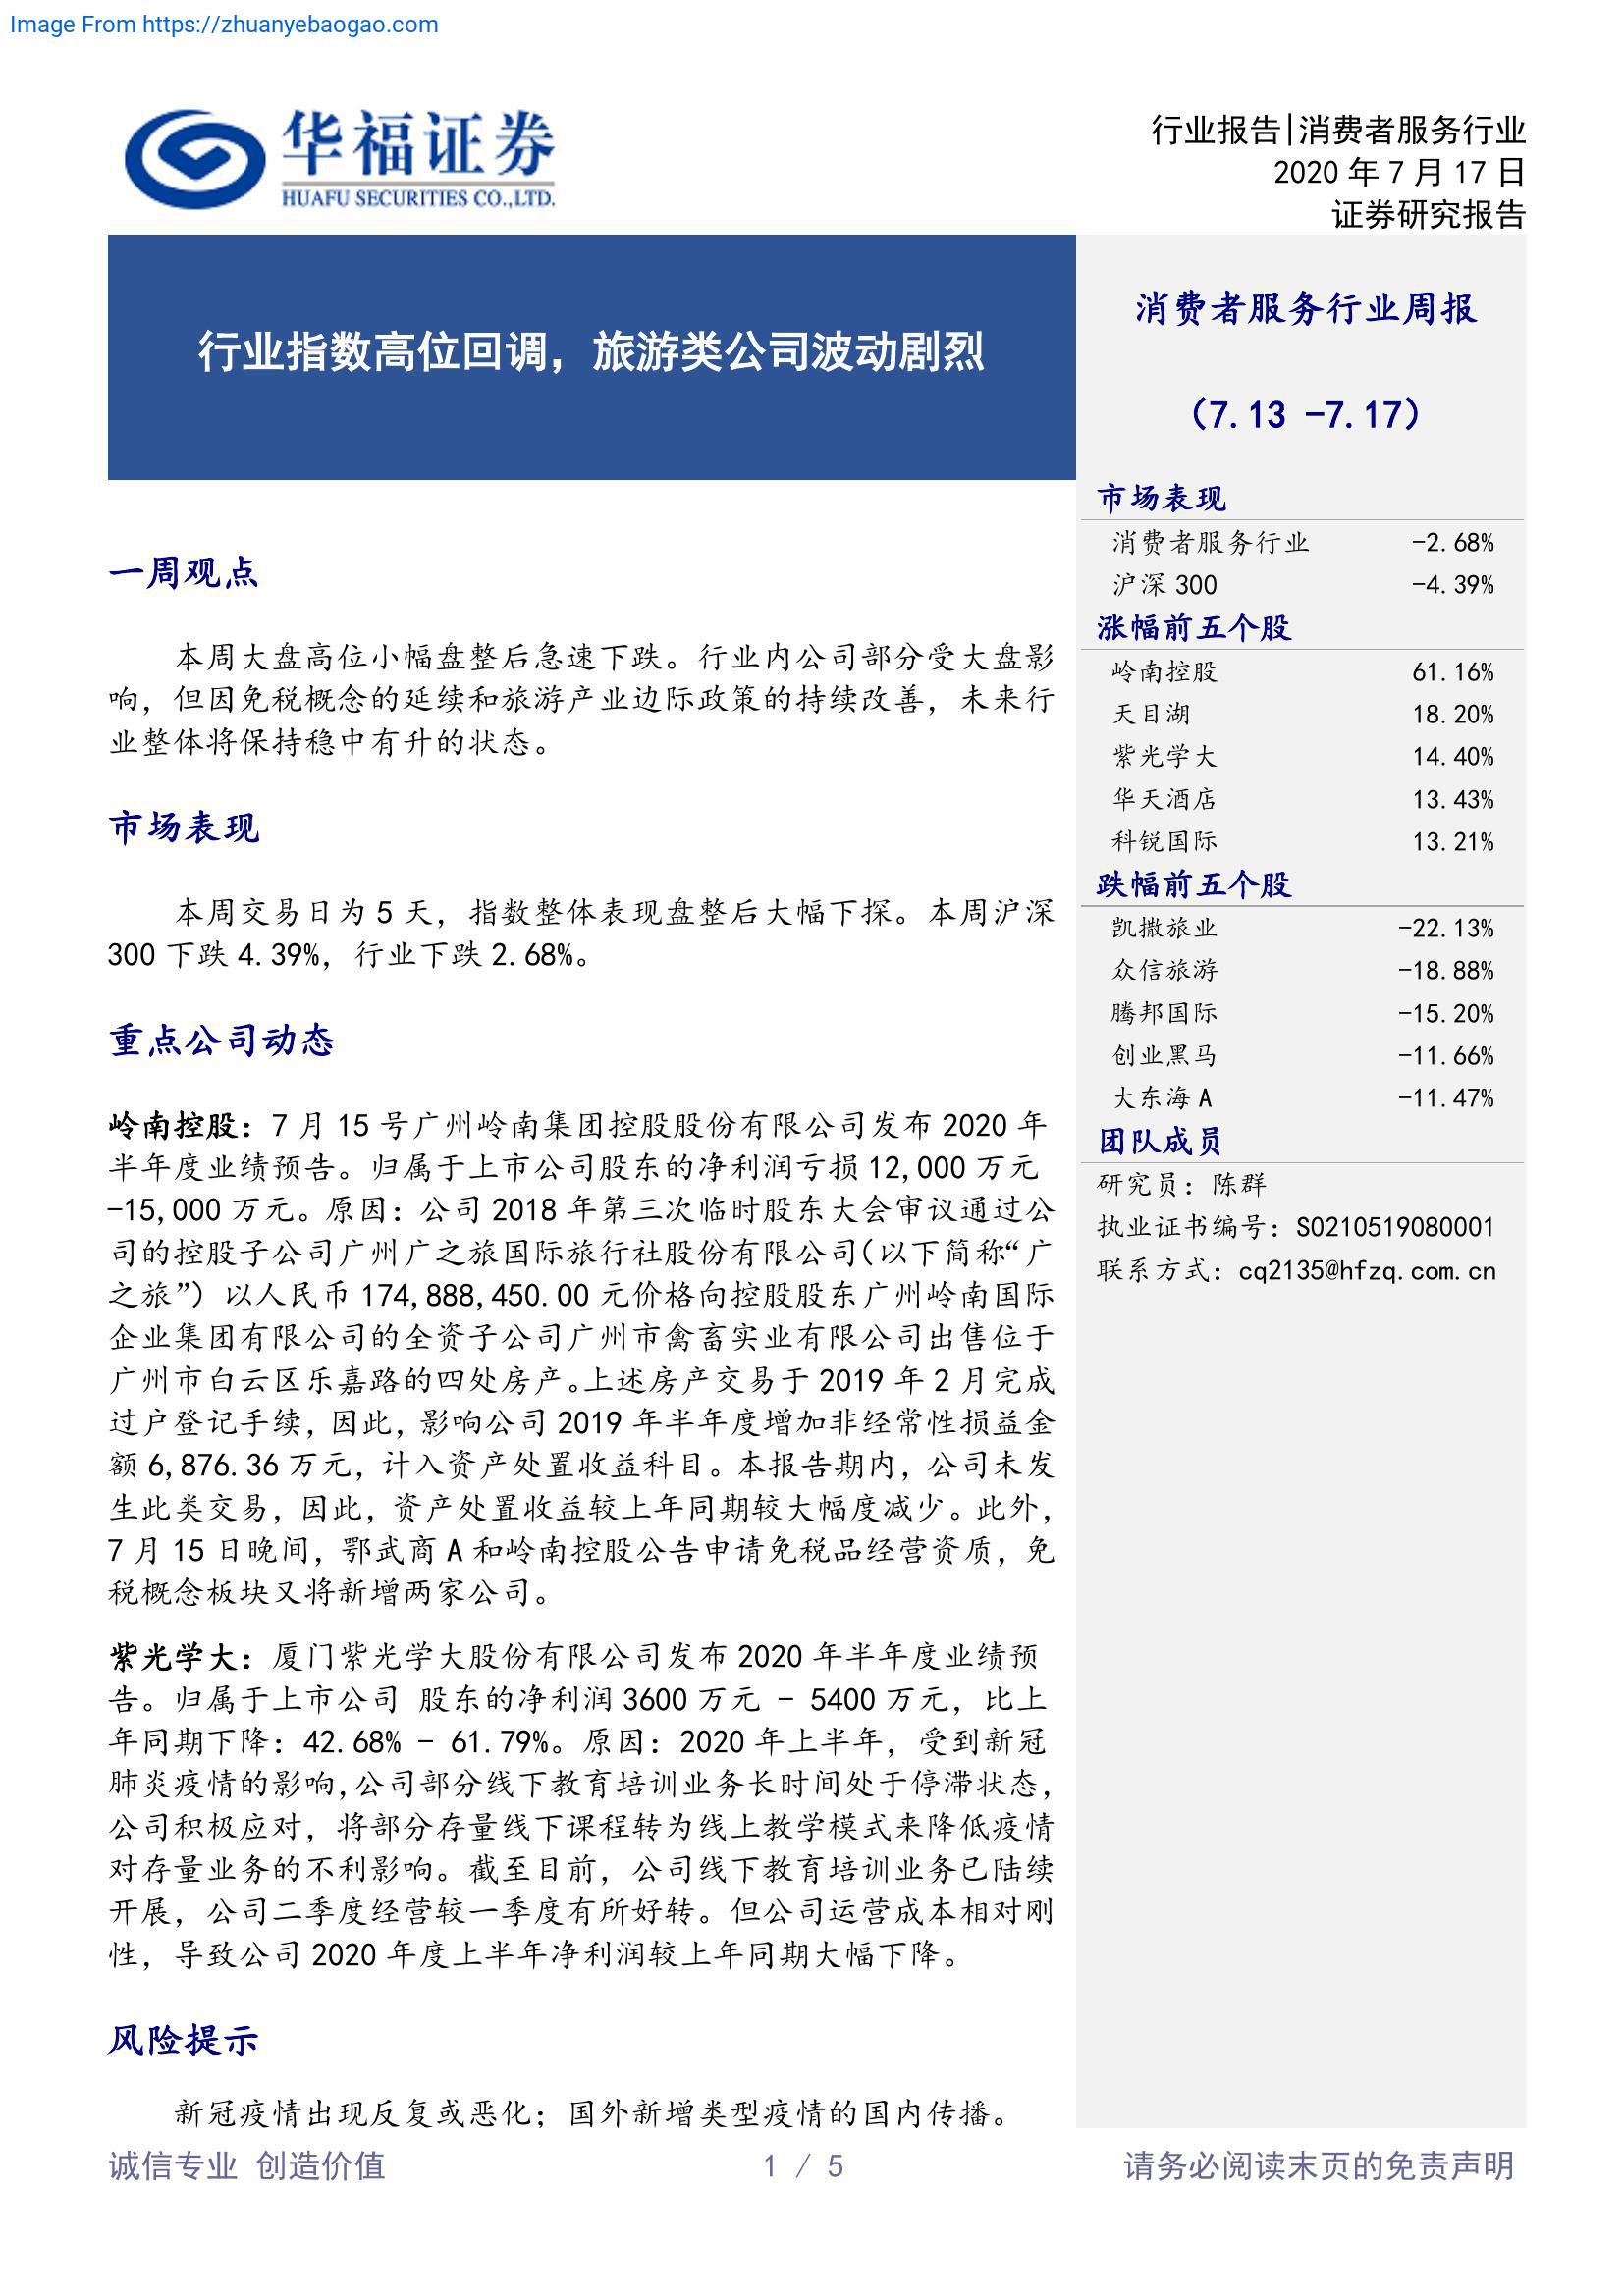 Image From https://zhuanyebaogao.com
华福证券
HUAFU SECURITIES CO.,LTD.
行业报告|消费者服务行业
2020 年 7 月 17 日
证券研究报告
行业指数高位回调，旅游类公司波动剧烈
一周观点
本周大盘高位小幅盘整后急速下跌。行业内公司部分受大盘影
响，但因免税概念的延续和旅游产业边际政策的持续改善，未来行
业整体将保持稳中有升的状态。
市场表现
本周交易日为 5 天，指数整体表现盘整后大幅下探。本周沪深
300 下跌 4.39%，行业下跌 2.68%。
重点公司动态
岭南控股：7 月 15 号广州岭南集团控股股份有限公司发布 2020 年
半年度业绩预告。归属于上市公司股东的净利润亏损 12,000 万元
-15,000 万元。原因：公司 2018 年第三次临时股东大会审议通过公
司的控股子公司广州广之旅国际旅行社股份有限公司（以下简称“广
之旅”）以人民币 174,888,450.00 元价格向控股股东广州岭南国际
企业集团有限公司的全资子公司广州市禽畜实业有限公司出售位于
广州市白云区乐嘉路的四处房产。上述房产交易于 2019 年 2 月完成
过户登记手续，因此，影响公司 2019 年半年度增加非经常性损益金
额 6,876.36 万元，计入资产处置收益科目。本报告期内，公司未发
生此类交易，因此，资产处置收益较上年同期较大幅度减少。此外，
7 月 15 日晚间，鄂武商 A 和岭南控股公告申请免税品经营资质，免
税概念板块又将新增两家公司。
紫光学大：厦门紫光学大股份有限公司发布 2020 年半年度业绩预
告。归属于上市公司 股东的净利润 3600 万元 - 5400 万元，比上
年同期下降：42.68% - 61.79%。原因：2020 年上半年，受到新冠
肺炎疫情的影响，公司部分线下教育培训业务长时间处于停滞状态，
公司积极应对，将部分存量线下课程转为线上教学模式来降低疫情
对存量业务的不利影响。截至目前，公司线下教育培训业务已陆续
开展，公司二季度经营较一季度有所好转。但公司运营成本相对刚
性，导致公司 2020 年度上半年净利润较上年同期大幅下降。
风险提示
新冠疫情出现反复或恶化；国外新增类型疫情的国内传播。
消费者服务行业周报
（7.13 -7.17）
市场表现
消费者服务行业 -2.68%
沪深 300 -4.39%
涨幅前五个股
岭南控股 61.16%
天目湖 18.20%
紫光学大 14.40%
华天酒店 13.43%
科锐国际 13.21%
跌幅前五个股
凯撒旅业 -22.13%
众信旅游 -18.88%
腾邦国际 -15.20%
创业黑马 -11.66%
大东海 A -11.47%
团队成员
研究员：陈群
执业证书编号：S0210519080001
联系方式：cq2135@hfzq.com.cn
诚信专业 创造价值 1 / 5 请务必阅读末页的免责声明